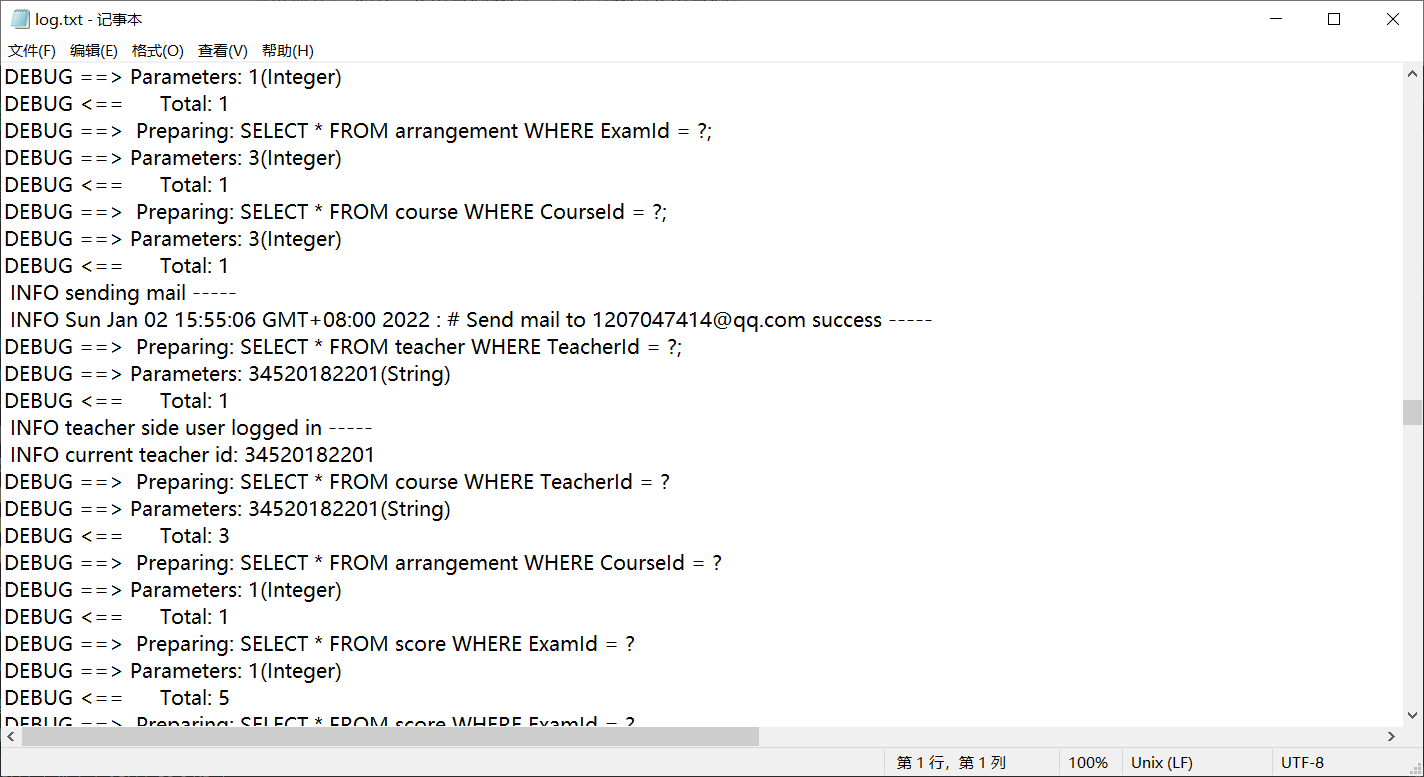 log.txt - 记事本
文件(F) 编辑(E) 格式(O) 查看(V) 帮助(H)
DEBUG ==> Parameters: 1(Integer)
DEBUG <==      Total: 1
DEBUG ==>  Preparing: SELECT * FROM arrangement WHERE ExamId = ?;
DEBUG ==> Parameters: 3(Integer)
DEBUG <==      Total: 1
DEBUG ==>  Preparing: SELECT * FROM course WHERE CourseId = ?;
DEBUG ==> Parameters: 3(Integer)
DEBUG <==      Total: 1
 INFO sending mail -----
 INFO Sun Jan 02 15:55:06 GMT+08:00 2022 : # Send mail to 1207047414@qq.com success -----
DEBUG ==>  Preparing: SELECT * FROM teacher WHERE TeacherId = ?;
DEBUG ==> Parameters: 34520182201(String)
DEBUG <==      Total: 1
 INFO teacher side user logged in -----
 INFO current teacher id: 34520182201
DEBUG ==>  Preparing: SELECT * FROM course WHERE TeacherId = ?
DEBUG ==> Parameters: 34520182201(String)
DEBUG <==      Total: 3
DEBUG ==>  Preparing: SELECT * FROM arrangement WHERE CourseId = ?
DEBUG ==> Parameters: 1(Integer)
DEBUG <==      Total: 1
DEBUG ==>  Preparing: SELECT * FROM score WHERE ExamId = ?
DEBUG ==> Parameters: 1(Integer)
DEBUG <==      Total: 5
DEBUG ==>  Preparing: SELECT * FROM score WHERE ExamId = ?
第 1 行，第 1 列 100% Unix (LF) UTF-8